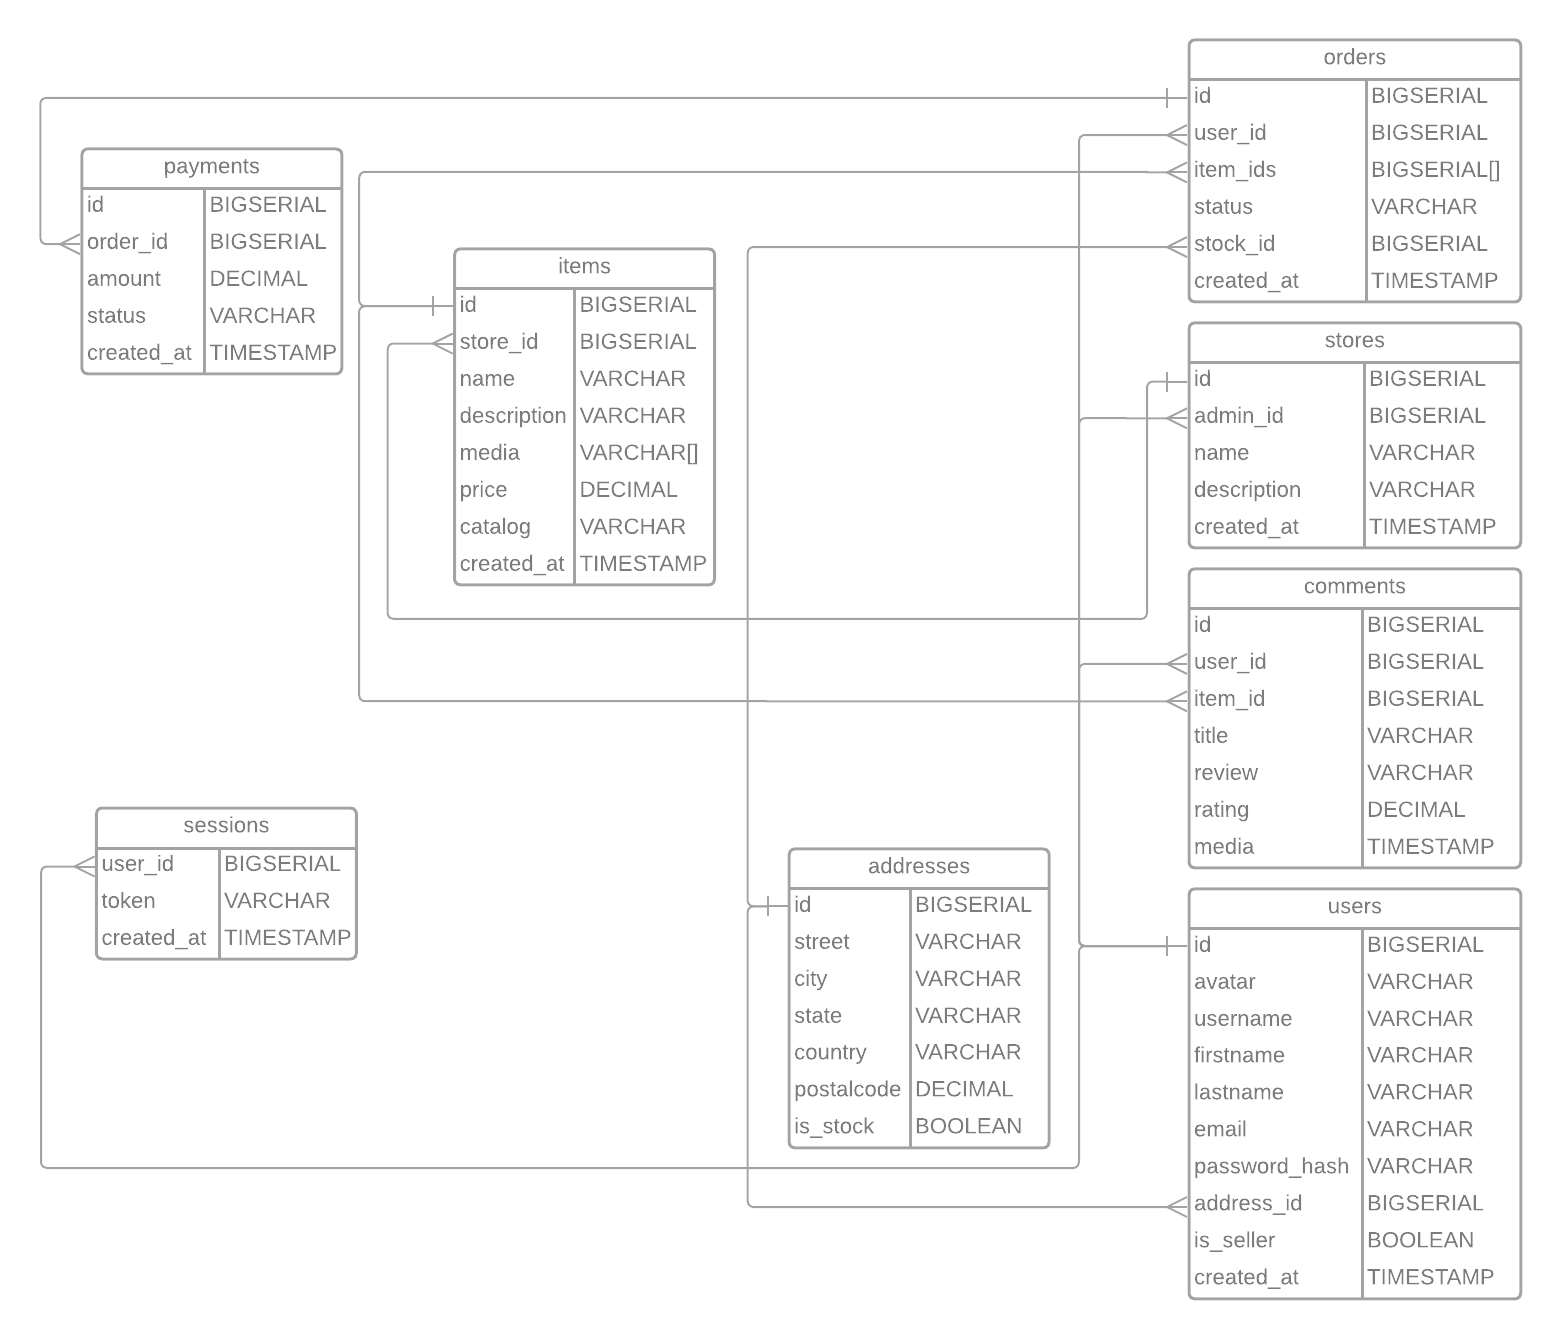 orders
id BIGSERIAL
user_id BIGSERIAL
item_ids BIGSERIAL[]
status VARCHAR
stock_id BIGSERIAL
created_at TIMESTAMP
payments
id BIGSERIAL
order_id BIGSERIAL
amount DECIMAL
status VARCHAR
created_at TIMESTAMP
items
id BIGSERIAL
store_id BIGSERIAL
name VARCHAR
description VARCHAR
media VARCHAR[]
price DECIMAL
catalog VARCHAR
created_at TIMESTAMP
stores
id BIGSERIAL
admin_id BIGSERIAL
name VARCHAR
description VARCHAR
created_at TIMESTAMP
comments
id BIGSERIAL
user_id BIGSERIAL
item_id BIGSERIAL
title VARCHAR
review VARCHAR
rating DECIMAL
media TIMESTAMP
sessions
user_id BIGSERIAL
token VARCHAR
created_at TIMESTAMP
addresses
id BIGSERIAL
street VARCHAR
city VARCHAR
state VARCHAR
country VARCHAR
postalcode DECIMAL
is_stock BOOLEAN
users
id BIGSERIAL
avatar VARCHAR
username VARCHAR
firstname VARCHAR
lastname VARCHAR
email VARCHAR
password_hash VARCHAR
address_id BIGSERIAL
is_seller BOOLEAN
created_at TIMESTAMP